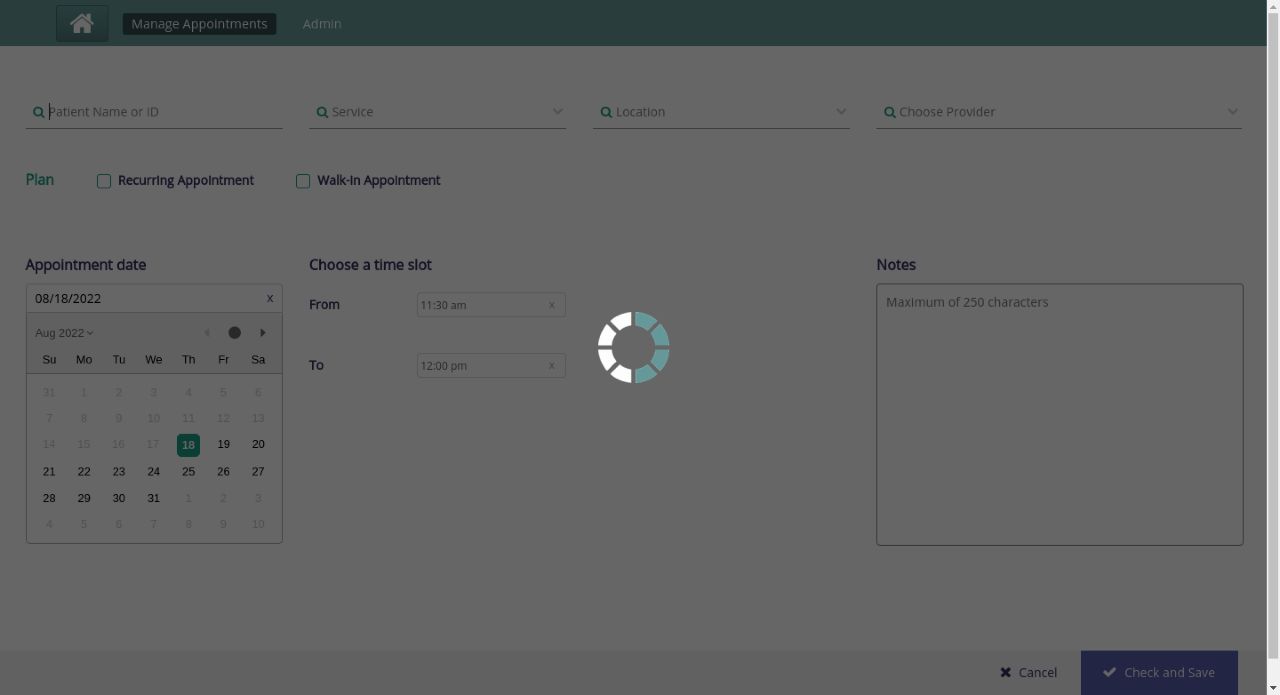 Manage Appointments Admin
Patient Name or ID Service Location Choose Provider
Plan Recurring Appointment Walk-in Appointment
Appointment date Choose a time slot Notes
08/18/2022 x From 11:30 am x Maximum of 250 characters
Aug 2022
Su Mo Tu We Th Fr Sa To 12:00 pm x
31 1 2 3 4 5 6
7 8 9 10 11 12 13
14 15 16 17 18 19 20
21 22 23 24 25 26 27
28 29 30 31 1 2 3
4 5 6 7 8 9 10
Cancel Check and Save